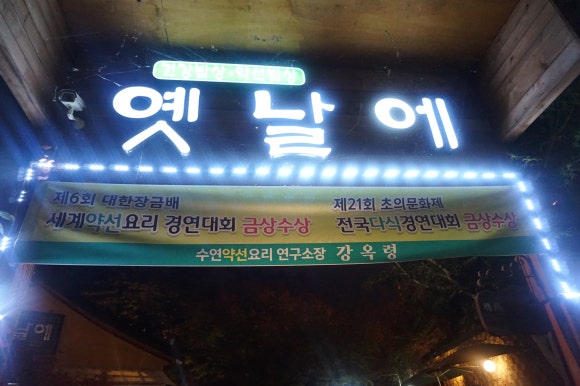 옛날에
제6회 대한장금배
세계약선요리 경연대회 금상수상
제21회 초의문화제
전국다식경연대회 금상수상
수연약선요리 연구소장 강옥령